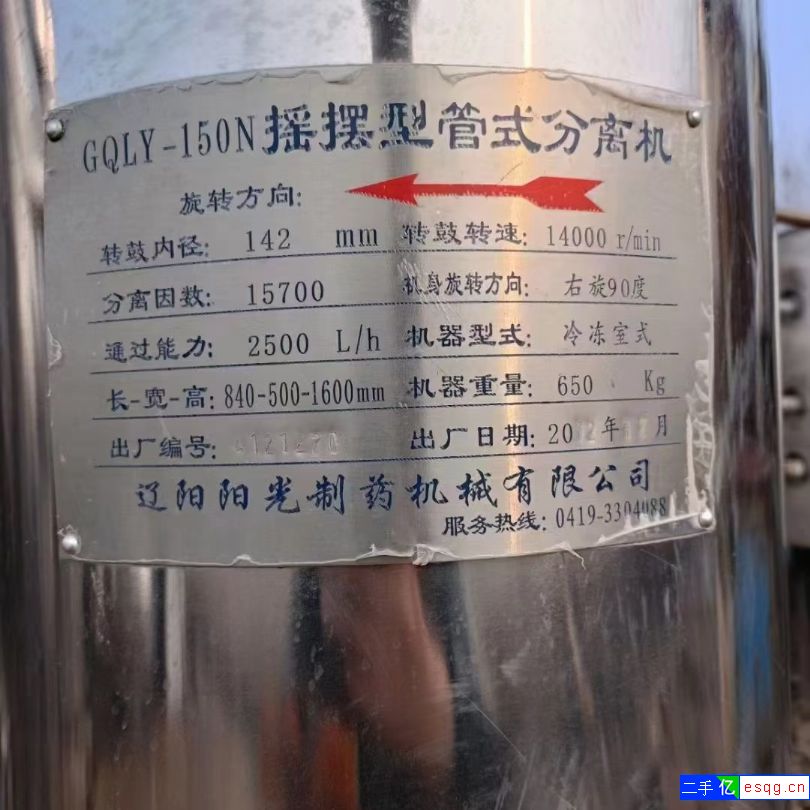 GQLY-150N摇摆型管式分离机
旋转方向:
转鼓内径: 142 mm 转鼓转速: 14000 r/min
分离因数: 15700 机身旋转方向: 右旋90度
通过能力: 2500 L/h 机器型式: 冷冻室式
长-宽-高: 840-500-1600mm 机器重量: 650 Kg
出厂编号: 出厂日期: 20 年 月
辽阳阳光制药机械有限公司
服务热线: 0419-3304088
二手亿 esqg.cn